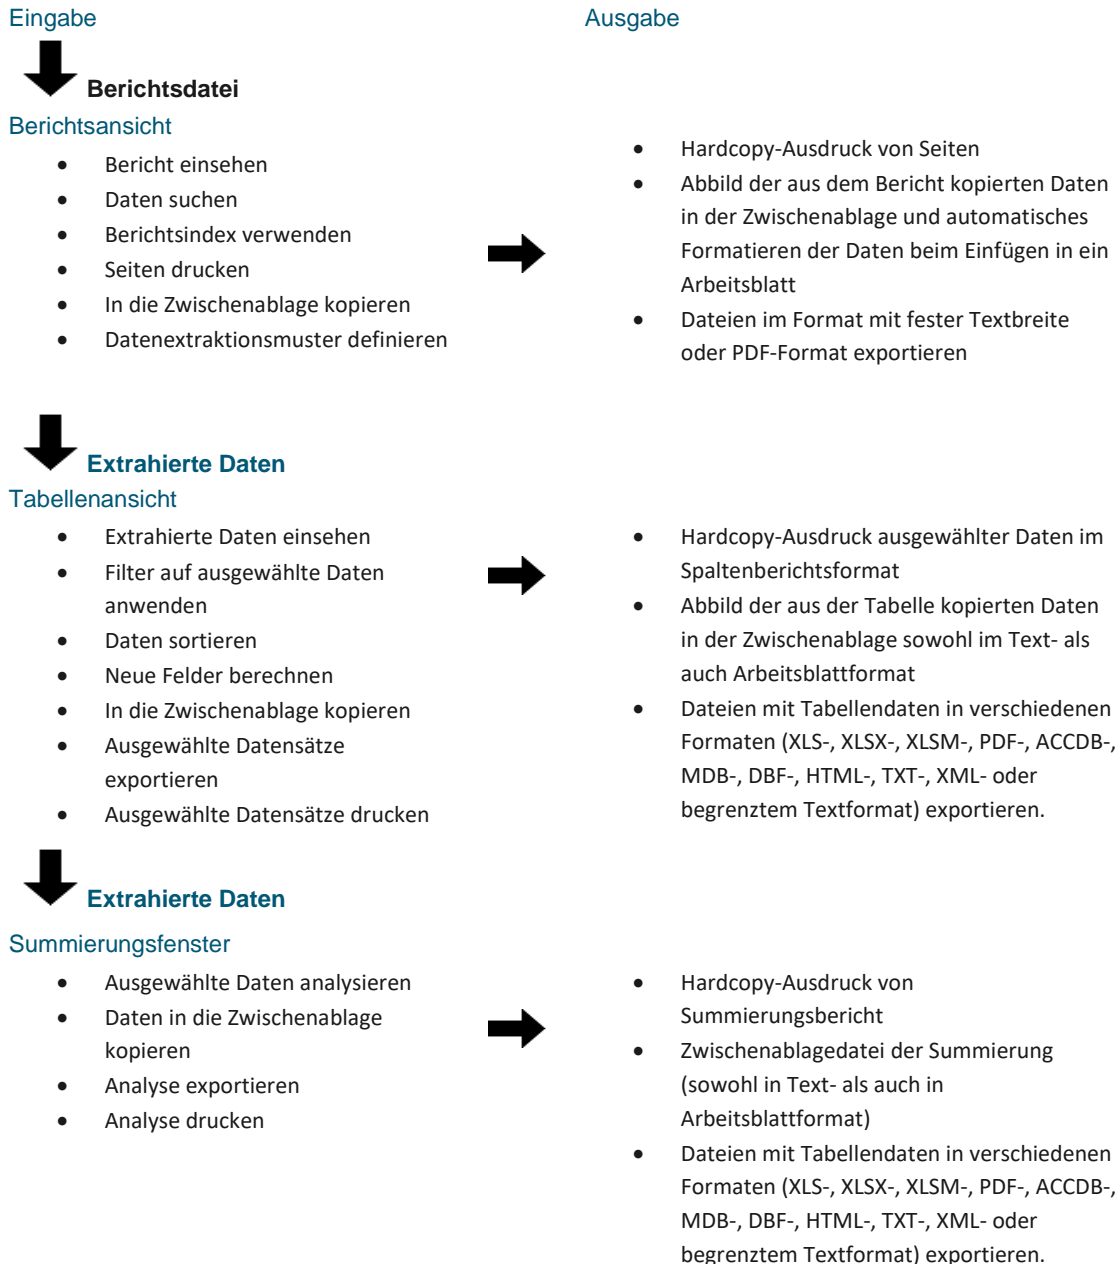 Eingabe
Ausgabe
Berichtsdatei
Berichtsansicht
• Bericht einsehen
• Daten suchen
• Berichtsindex verwenden
• Seiten drucken
• In die Zwischenablage kopieren
• Datenextraktionsmuster definieren
• Hardcopy-Ausdruck von Seiten
• Abbild der aus dem Bericht kopierten Daten
in der Zwischenablage und automatisches
Formatieren der Daten beim Einfügen in ein
Arbeitsblatt
• Dateien im Format mit fester Textbreite
oder PDF-Format exportieren
Extrahierte Daten
Tabellenansicht
• Extrahierte Daten einsehen
• Filter auf ausgewählte Daten
anwenden
• Daten sortieren
• Neue Felder berechnen
• In die Zwischenablage kopieren
• Ausgewählte Datensätze
exportieren
• Ausgewählte Datensätze drucken
• Hardcopy-Ausdruck ausgewählter Daten im
Spaltenberichtsformat
• Abbild der aus der Tabelle kopierten Daten
in der Zwischenablage sowohl im Text- als
auch Arbeitsblattformat
• Dateien mit Tabellendaten in verschiedenen
Formaten (XLS-, XLSX-, XLSM-, PDF-, ACCDB-,
MDB-, DBF-, HTML-, TXT-, XML- oder
begrenztem Textformat) exportieren.
Extrahierte Daten
Summierungsfenster
• Ausgewählte Daten analysieren
• Daten in die Zwischenablage
kopieren
• Analyse exportieren
• Analyse drucken
• Hardcopy-Ausdruck von
Summierungsbericht
• Zwischenablagedatei der Summierung
(sowohl in Text- als auch in
Arbeitsblattformat)
• Dateien mit Tabellendaten in verschiedenen
Formaten (XLS-, XLSX-, XLSM-, PDF-, ACCDB-,
MDB-, DBF-, HTML-, TXT-, XML- oder
begrenztem Textformat) exportieren.